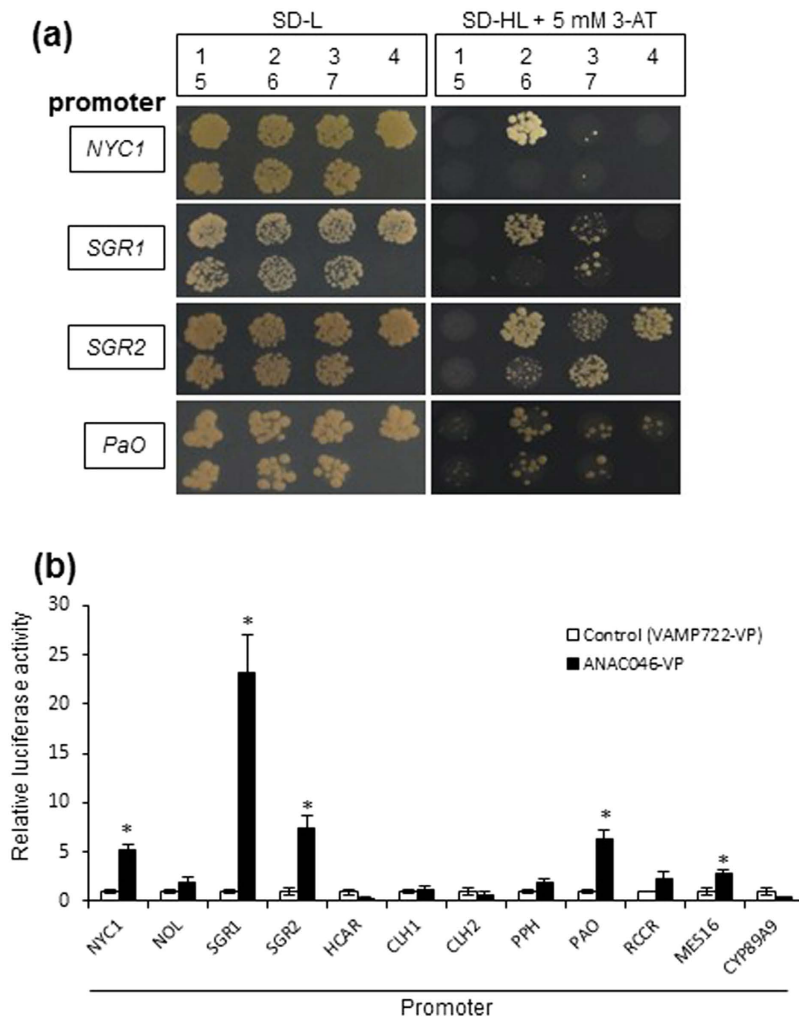 (a)
SD-L
SD-HL + 5 mM 3-AT
1 2 3 4
5 6 7
1 2 3 4
5 6 7
promoter
NYC1
SGR1
SGR2
PaO
(b)
30
25
20
15
10
5
0
Relative luciferase activity
Control (VAMP722-VP)
ANAC046-VP
*
*
*
*
*
NYC1
NOL
SGR1
SGR2
HCAR
CLH1
CLH2
PPH
PAO
RCCR
MES16
CYP89A9
Promoter